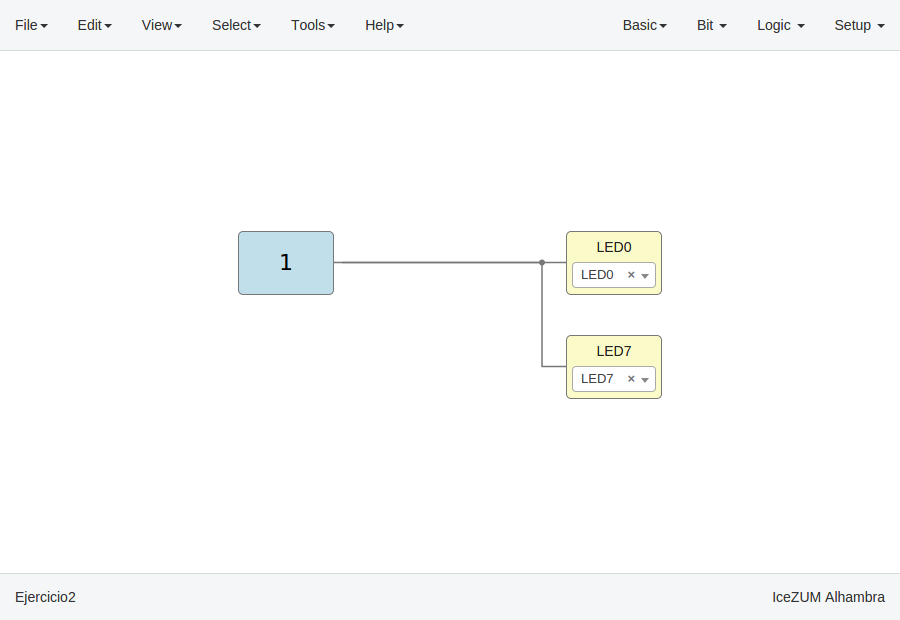 File Edit View Select Tools Help Basic Bit Logic Setup
1
LED0
LED0 ×
LED7
LED7 ×
Ejercicio2 IceZUM Alhambra